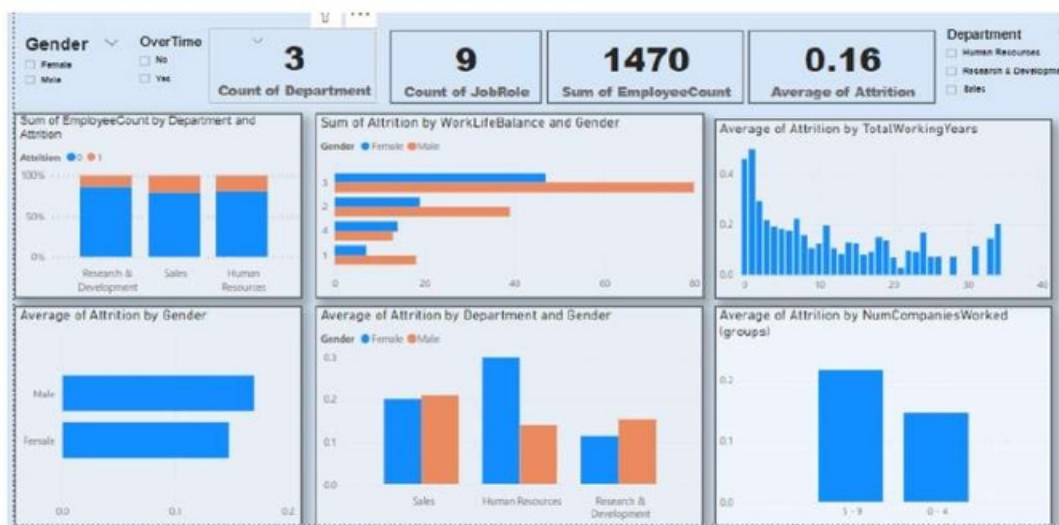 Gender
Female
Male
OverTime
No
Yes
3
Count of Department
9
Count of JobRole
1470
Sum of EmployeeCount
0.16
Average of Attrition
Department
Human Resources
Research & Developme
Sales
Sum of EmployeeCount by Department and
Attrition
Attrition 0 1
100%
50%
0%
Research &
Development
Sales
Human
Resources
Sum of Attrition by WorkLifeBalance and Gender
Gender Female Male
3
2
4
1
0 20 40 60 80
Average of Attrition by TotalWorkingYears
0.4
0.2
0.0
0 10 20 30 40
Average of Attrition by Gender
Male
Female
0.0 0.1 0.2
Average of Attrition by Department and Gender
Gender Female Male
0.3
0.2
0.1
0.0
Sales Human Resources Research &
Development
Average of Attrition by NumCompaniesWorked
(groups)
0.2
0.1
0.0
5 - 9 0 - 4